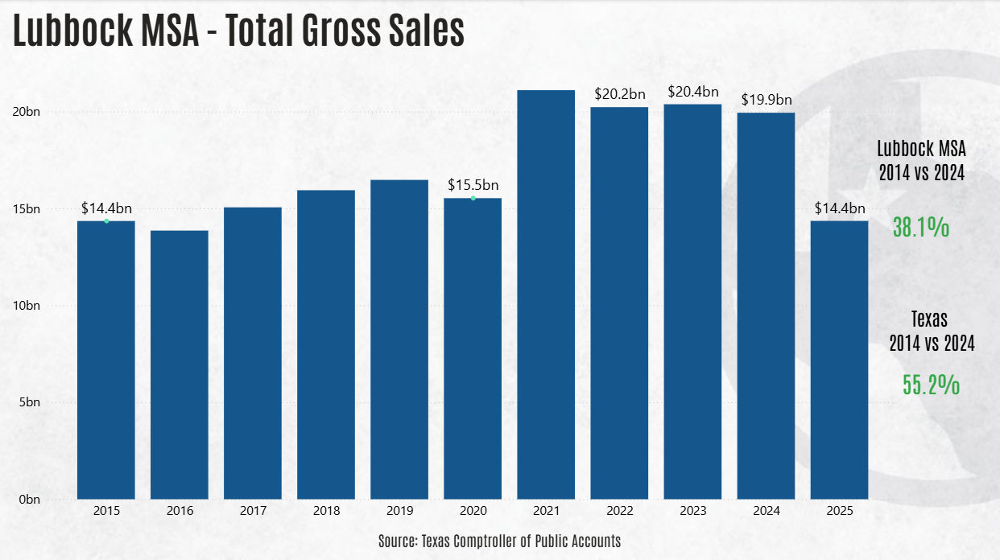 Lubbock MSA - Total Gross Sales
20bn
15bn
10bn
5bn
0bn
$14.4bn
$15.5bn
$20.2bn
$20.4bn
$19.9bn
$14.4bn
2015
2016
2017
2018
2019
2020
2021
2022
2023
2024
2025
Lubbock MSA
2014 vs 2024
38.1%
Texas
2014 vs 2024
55.2%
Source: Texas Comptroller of Public Accounts